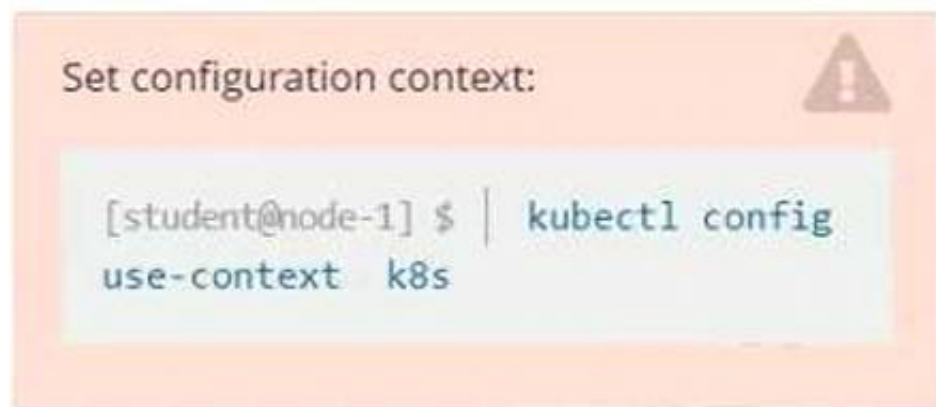 Set configuration context:
[student@node-1] $ | kubectl config
use-context k8s